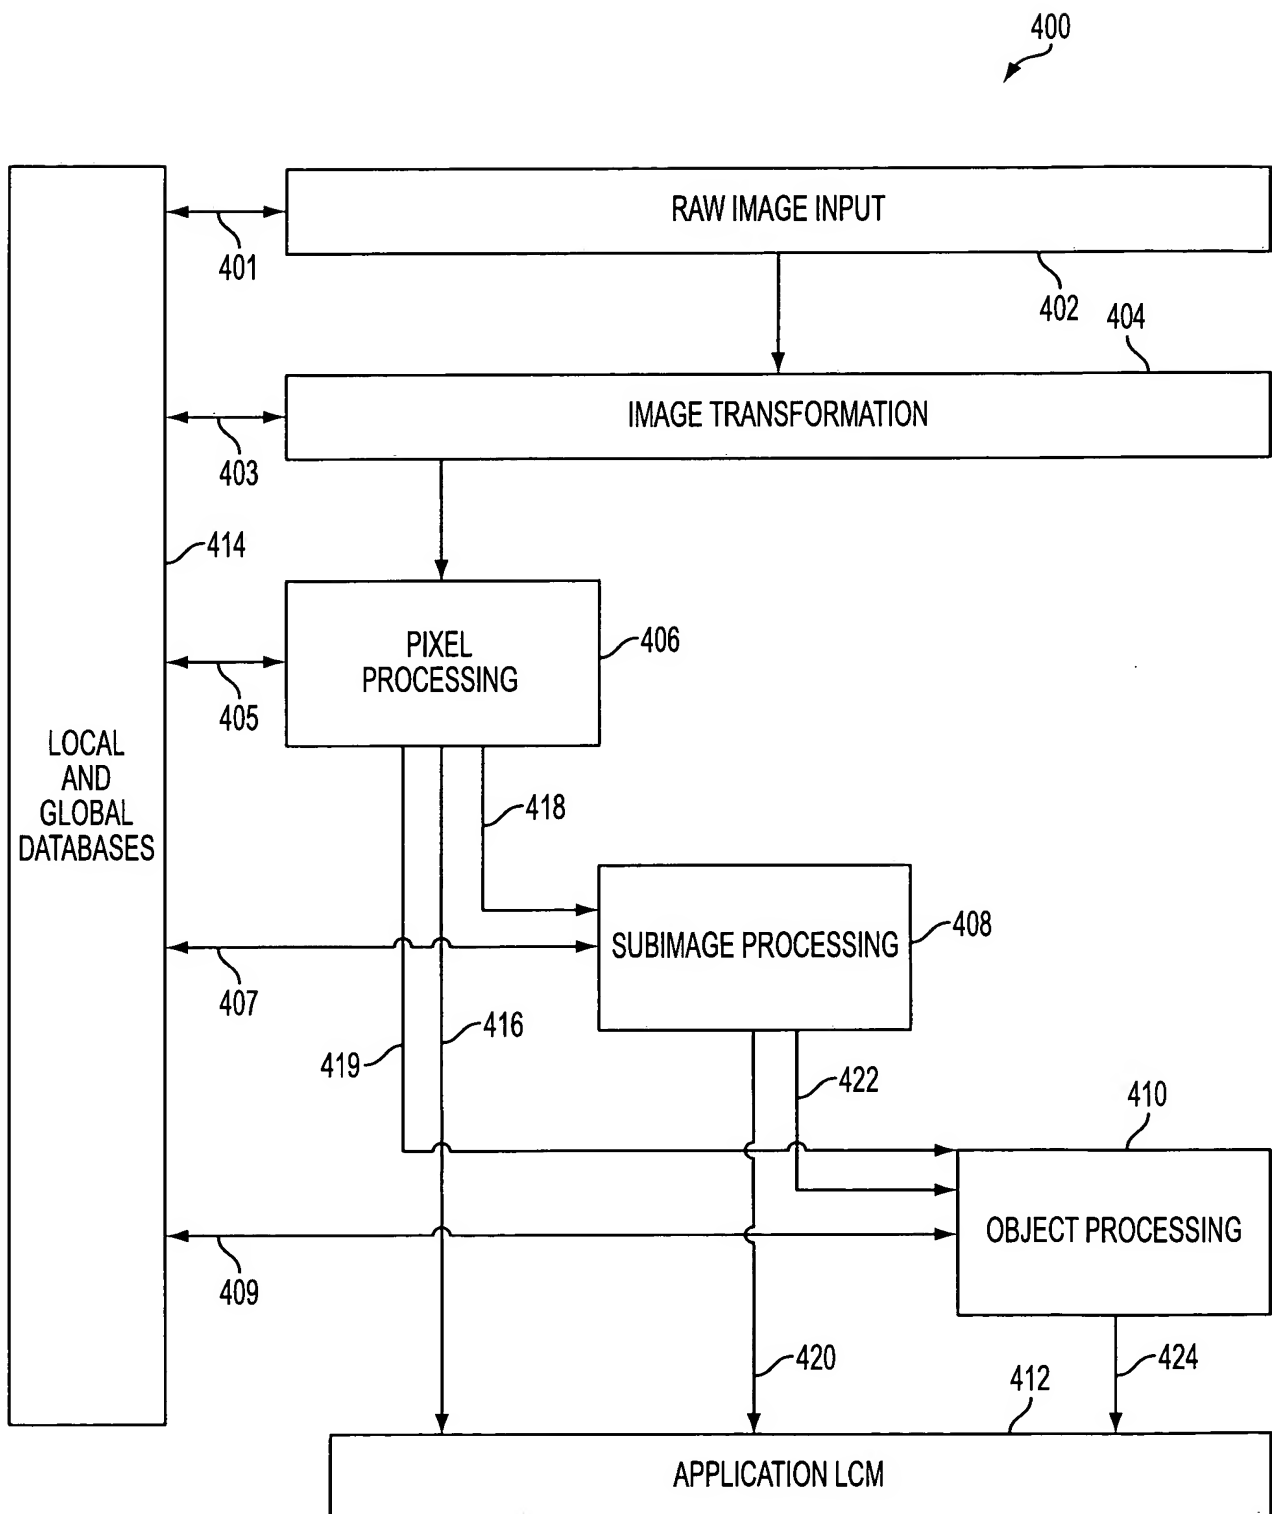 400
RAW IMAGE INPUT
401
402
404
IMAGE TRANSFORMATION
403
414
PIXEL
PROCESSING
406
405
LOCAL
AND
GLOBAL
DATABASES
418
SUBIMAGE PROCESSING
408
407
416
419
422
410
OBJECT PROCESSING
409
420
424
412
APPLICATION LCM